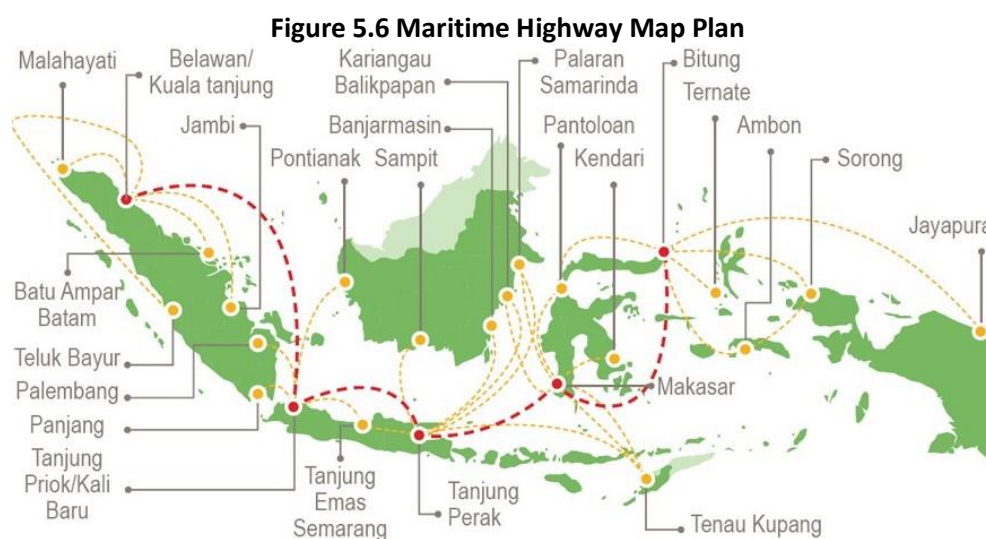 Figure 5.6 Maritime Highway Map Plan
Malahayati
Belawan/
Kuala tanjung
Jambi
Kariangau
Balikpapan
Banjarmasin
Pontianak
Sampit
Palaran
Samarinda
Pantoloan
Kendari
Bitung
Ternate
Ambon
Sorong
Jayapura
Batu Ampar
Batam
Teluk Bayur
Palembang
Panjang
Tanjung
Priok/Kali
Baru
Tanjung
Emas
Semarang
Tanjung
Perak
Makasar
Tenau Kupang